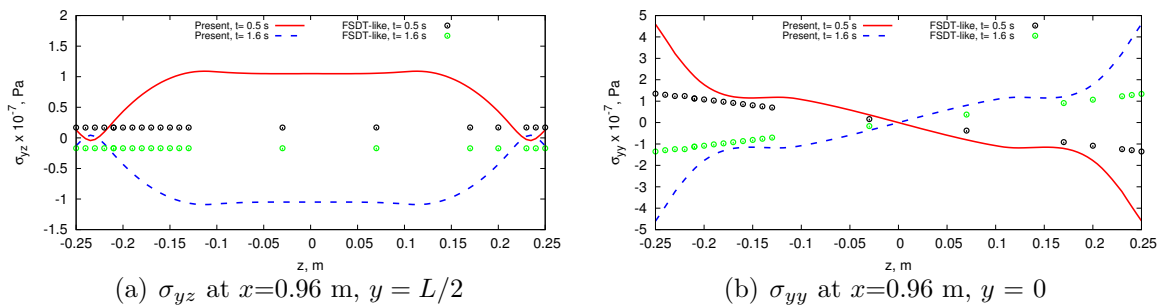 Present, t= 0.5 s FSDT-like, t= 0.5 s
Present, t= 1.6 s FSDT-like, t= 1.6 s
2
1.5
1
0.5
0
-0.5
-1
-1.5
σyz x 10-7, Pa
-0.25 -0.2 -0.15 -0.1 -0.05 0 0.05 0.1 0.15 0.2 0.25
z, m
(a) σyz at x=0.96 m, y = L/2
Present, t= 0.5 s FSDT-like, t= 0.5 s
Present, t= 1.6 s FSDT-like, t= 1.6 s
5
4
3
2
1
0
-1
-2
-3
-4
-5
σyy x 10-7, Pa
-0.25 -0.2 -0.15 -0.1 -0.05 0 0.05 0.1 0.15 0.2 0.25
z, m
(b) σyy at x=0.96 m, y = 0